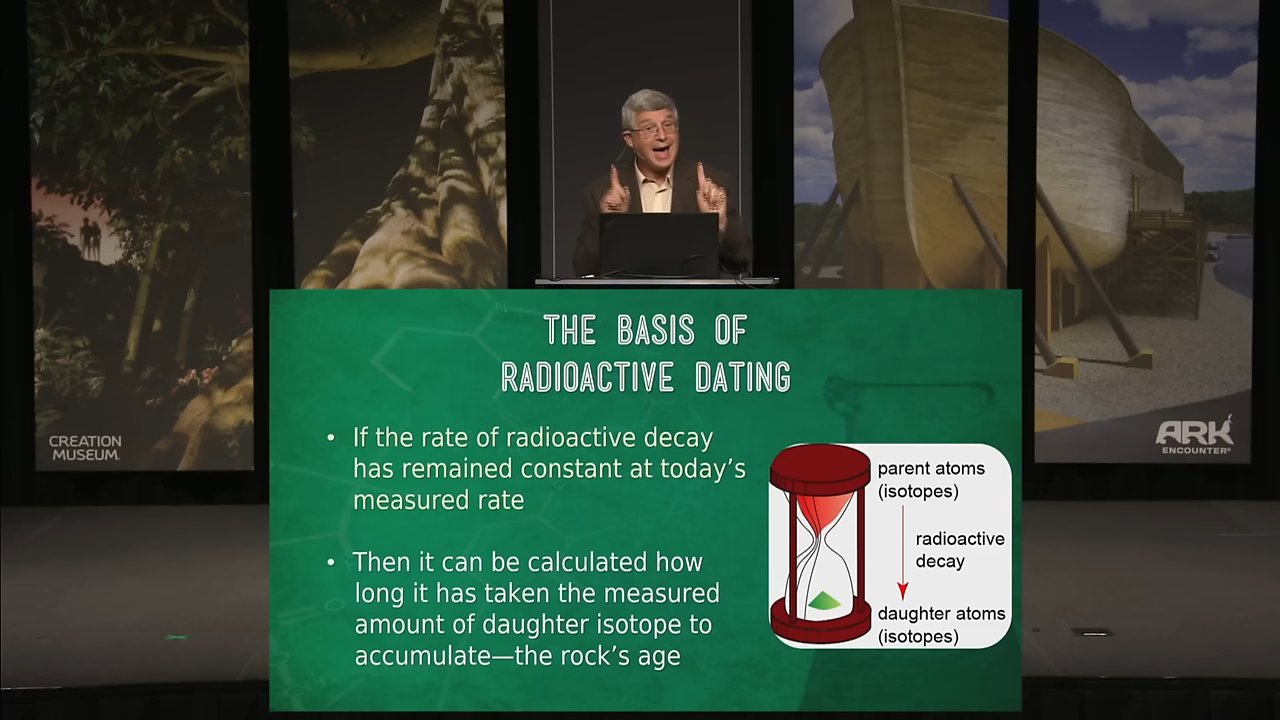 THE BASIS OF
RADIOACTIVE DATING
• If the rate of radioactive decay
has remained constant at today's
measured rate
• Then it can be calculated how
long it has taken the measured
amount of daughter isotope to
accumulate—the rock's age
parent atoms
(isotopes)
radioactive
decay
daughter atoms
(isotopes)
CREATION
MUSEUM
ARK
ENCOUNTER